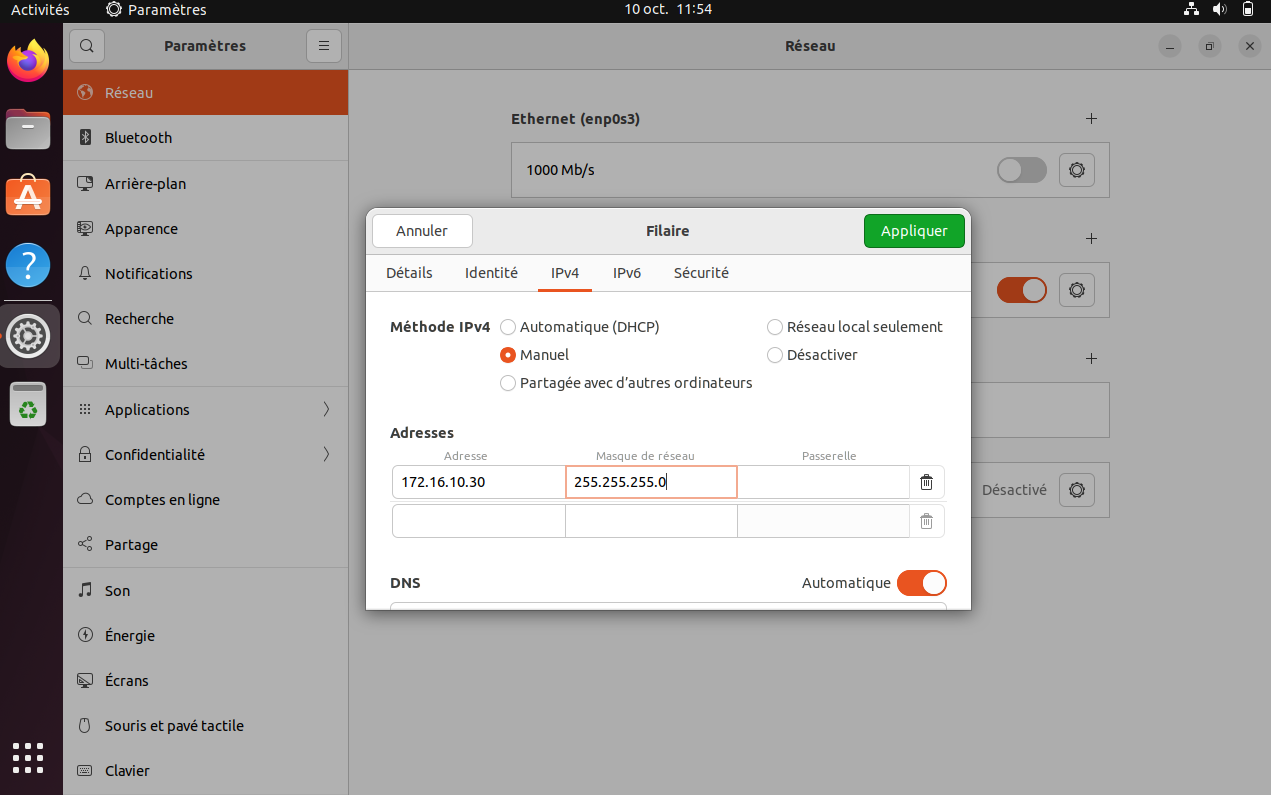 Activités Paramètres 10 oct. 11:54
Paramètres Réseau
Réseau
Bluetooth
Arrière-plan
Apparence
Notifications
Recherche
Multi-tâches
Applications
Confidentialité
Comptes en ligne
Partage
Son
Énergie
Écrans
Souris et pavé tactile
Clavier
Ethernet (enp0s3)
1000 Mb/s
Désactivé
Annuler Filaire Appliquer
Détails Identité IPv4 IPv6 Sécurité
Méthode IPv4 Automatique (DHCP) Réseau local seulement
Manuel Désactiver
Partagée avec d'autres ordinateurs
Adresses
Adresse Masque de réseau Passerelle
172.16.10.30 255.255.255.0
DNS Automatique